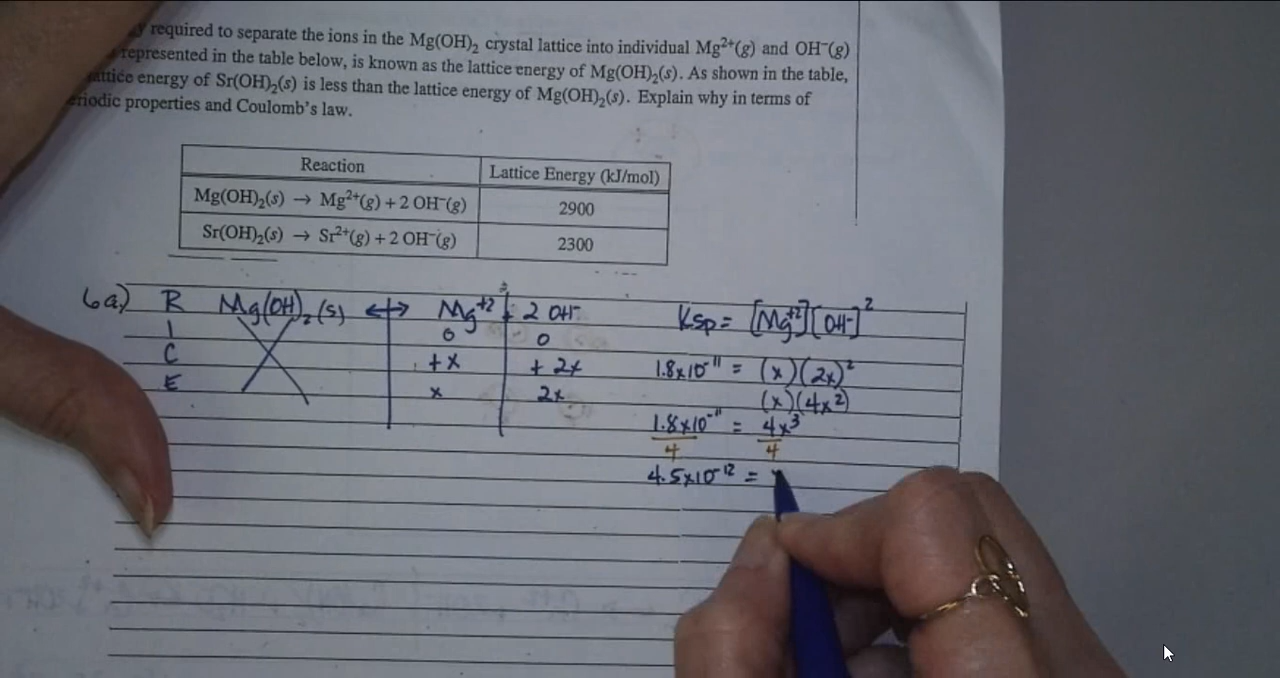 required to separate the ions in the Mg(OH)₂ crystal lattice into individual Mg²⁺(g) and OH⁻(g)
represented in the table below, is known as the lattice energy of Mg(OH)₂(s). As shown in the table,
energy of Sr(OH)₂(s) is less than the lattice energy of Mg(OH)₂(s). Explain why in terms of
properties and Coulomb's law.
Reaction Lattice Energy (kJ/mol)
Mg(OH)₂(s) → Mg²⁺(g) + 2 OH⁻(g) 2900
Sr(OH)₂(s) → Sr²⁺(g) + 2 OH⁻(g) 2300
6a) R Mg(OH)₂(s) ↔ Mg⁺² + 2 OH⁻ Ksp = [Mg⁺²][OH⁻]²
I 0 0
C +x + 2x 1.8x10⁻¹¹ = (x)(2x)²
E x 2x (x)(4x²)
1.8x10⁻¹¹ = 4x³
4 4
4.5x10⁻¹² =